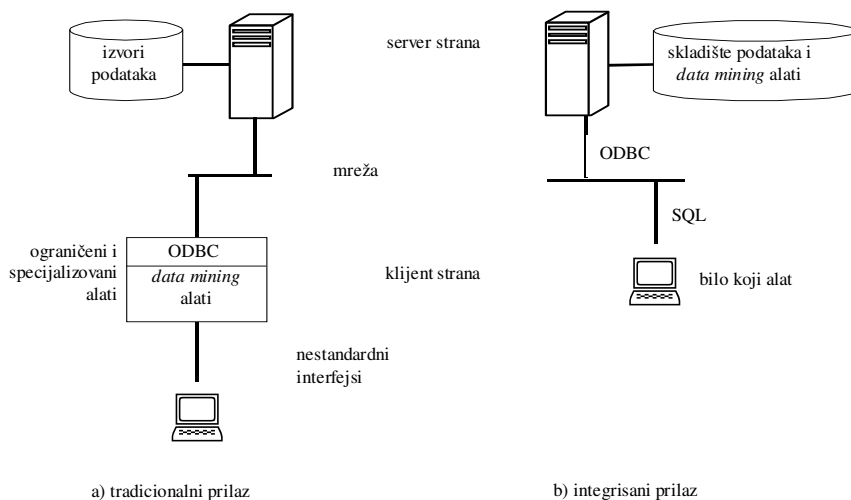 izvori
podataka
server strana
skladište podataka i
data mining alati
ODBC
mreža
SQL
ograničeni i
specijalizovani
alati
ODBC
data mining
alati
klijent strana
bilo koji alat
nestandardni
interfejsi
a) tradicionalni prilaz
b) integrisani prilaz